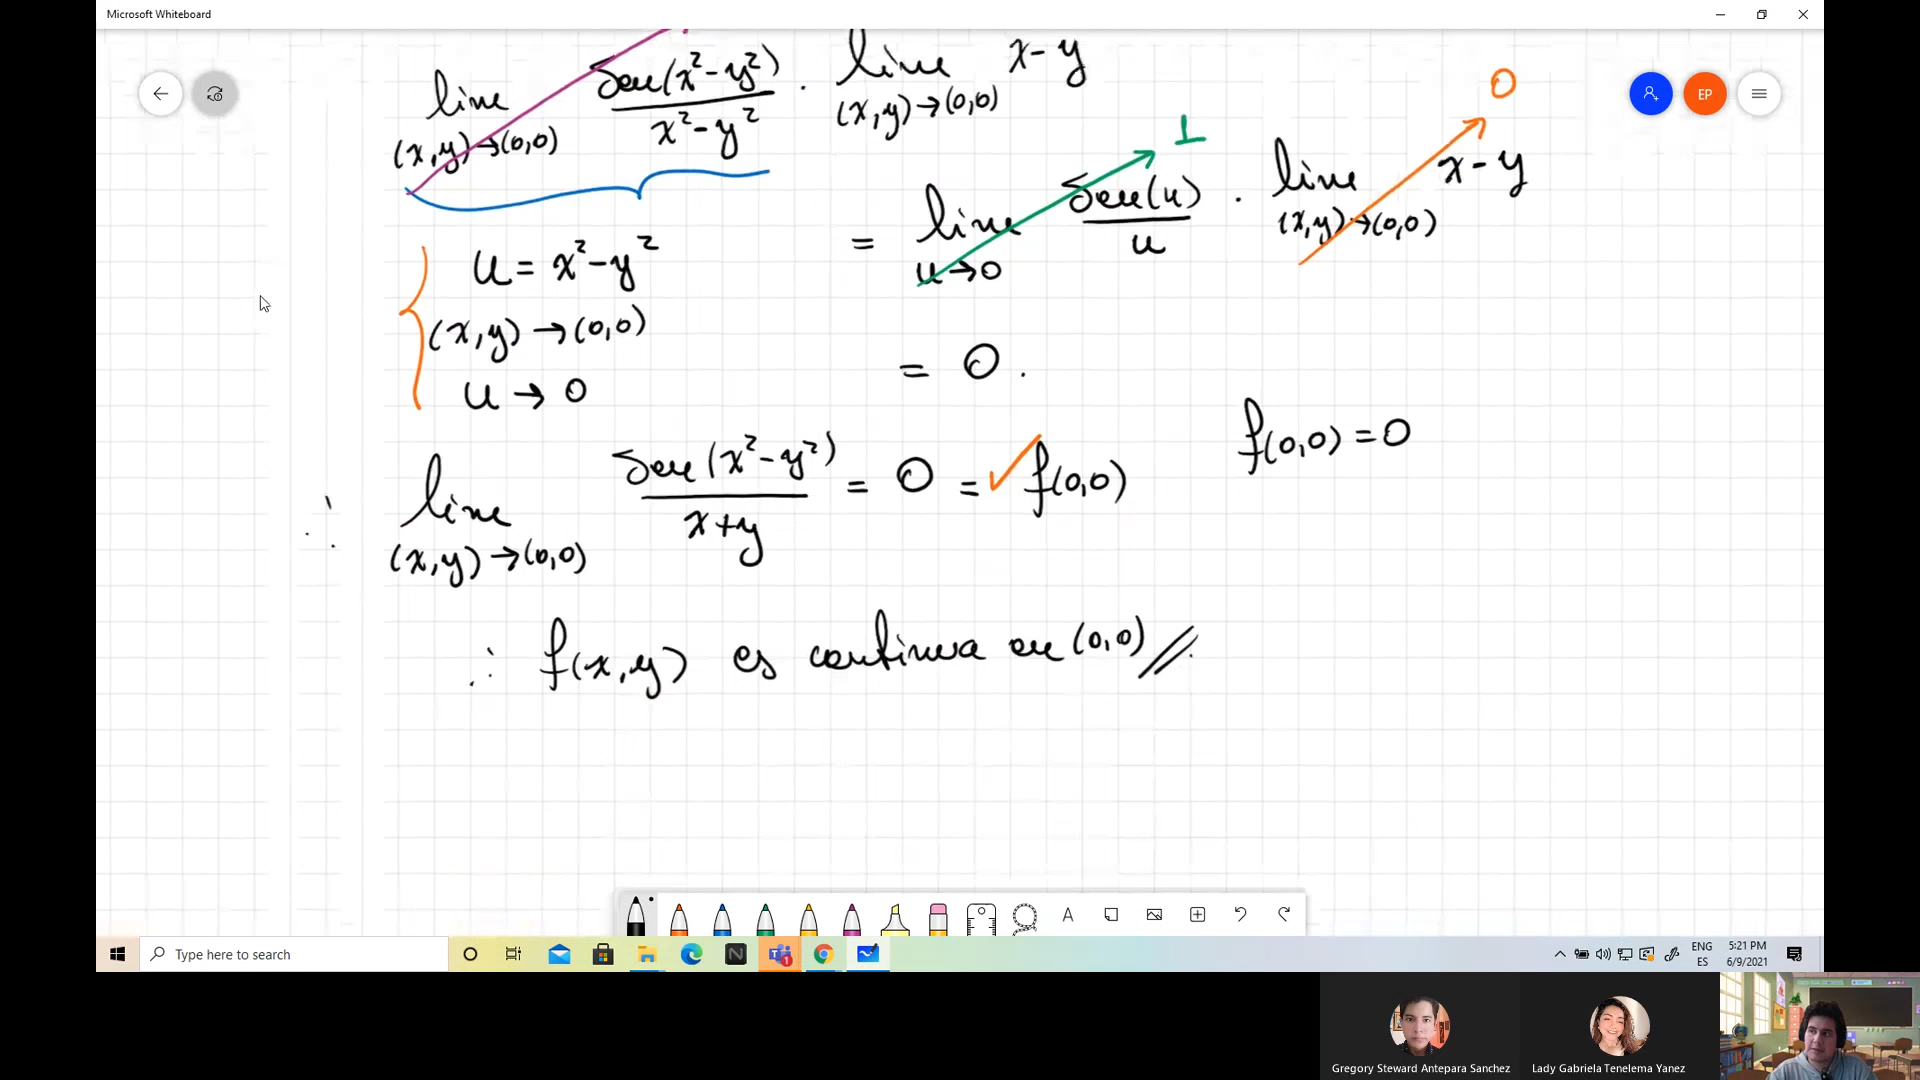 Microsoft Whiteboard
lim (x,y)→(0,0) Sen(x²-y²)/(x²-y²) · lim (x,y)→(0,0) x-y
EP
= lim u→0 Sen(u)/u 1 · lim (x,y)→(0,0) x-y 0
u = x²-y²
(x,y) →(0,0)
u → 0
= 0.
f(0,0) = 0
∴ lim (x,y)→(0,0) Sen(x²-y²)/(x+y) = 0 = ✓ f(0,0)
∴ f(x,y) es continua en (0,0) //
A
Type here to search
N
1
ENG
ES
5:21 PM
6/9/2021
Gregory Steward Antepara Sanchez
Lady Gabriela Tenelema Yanez